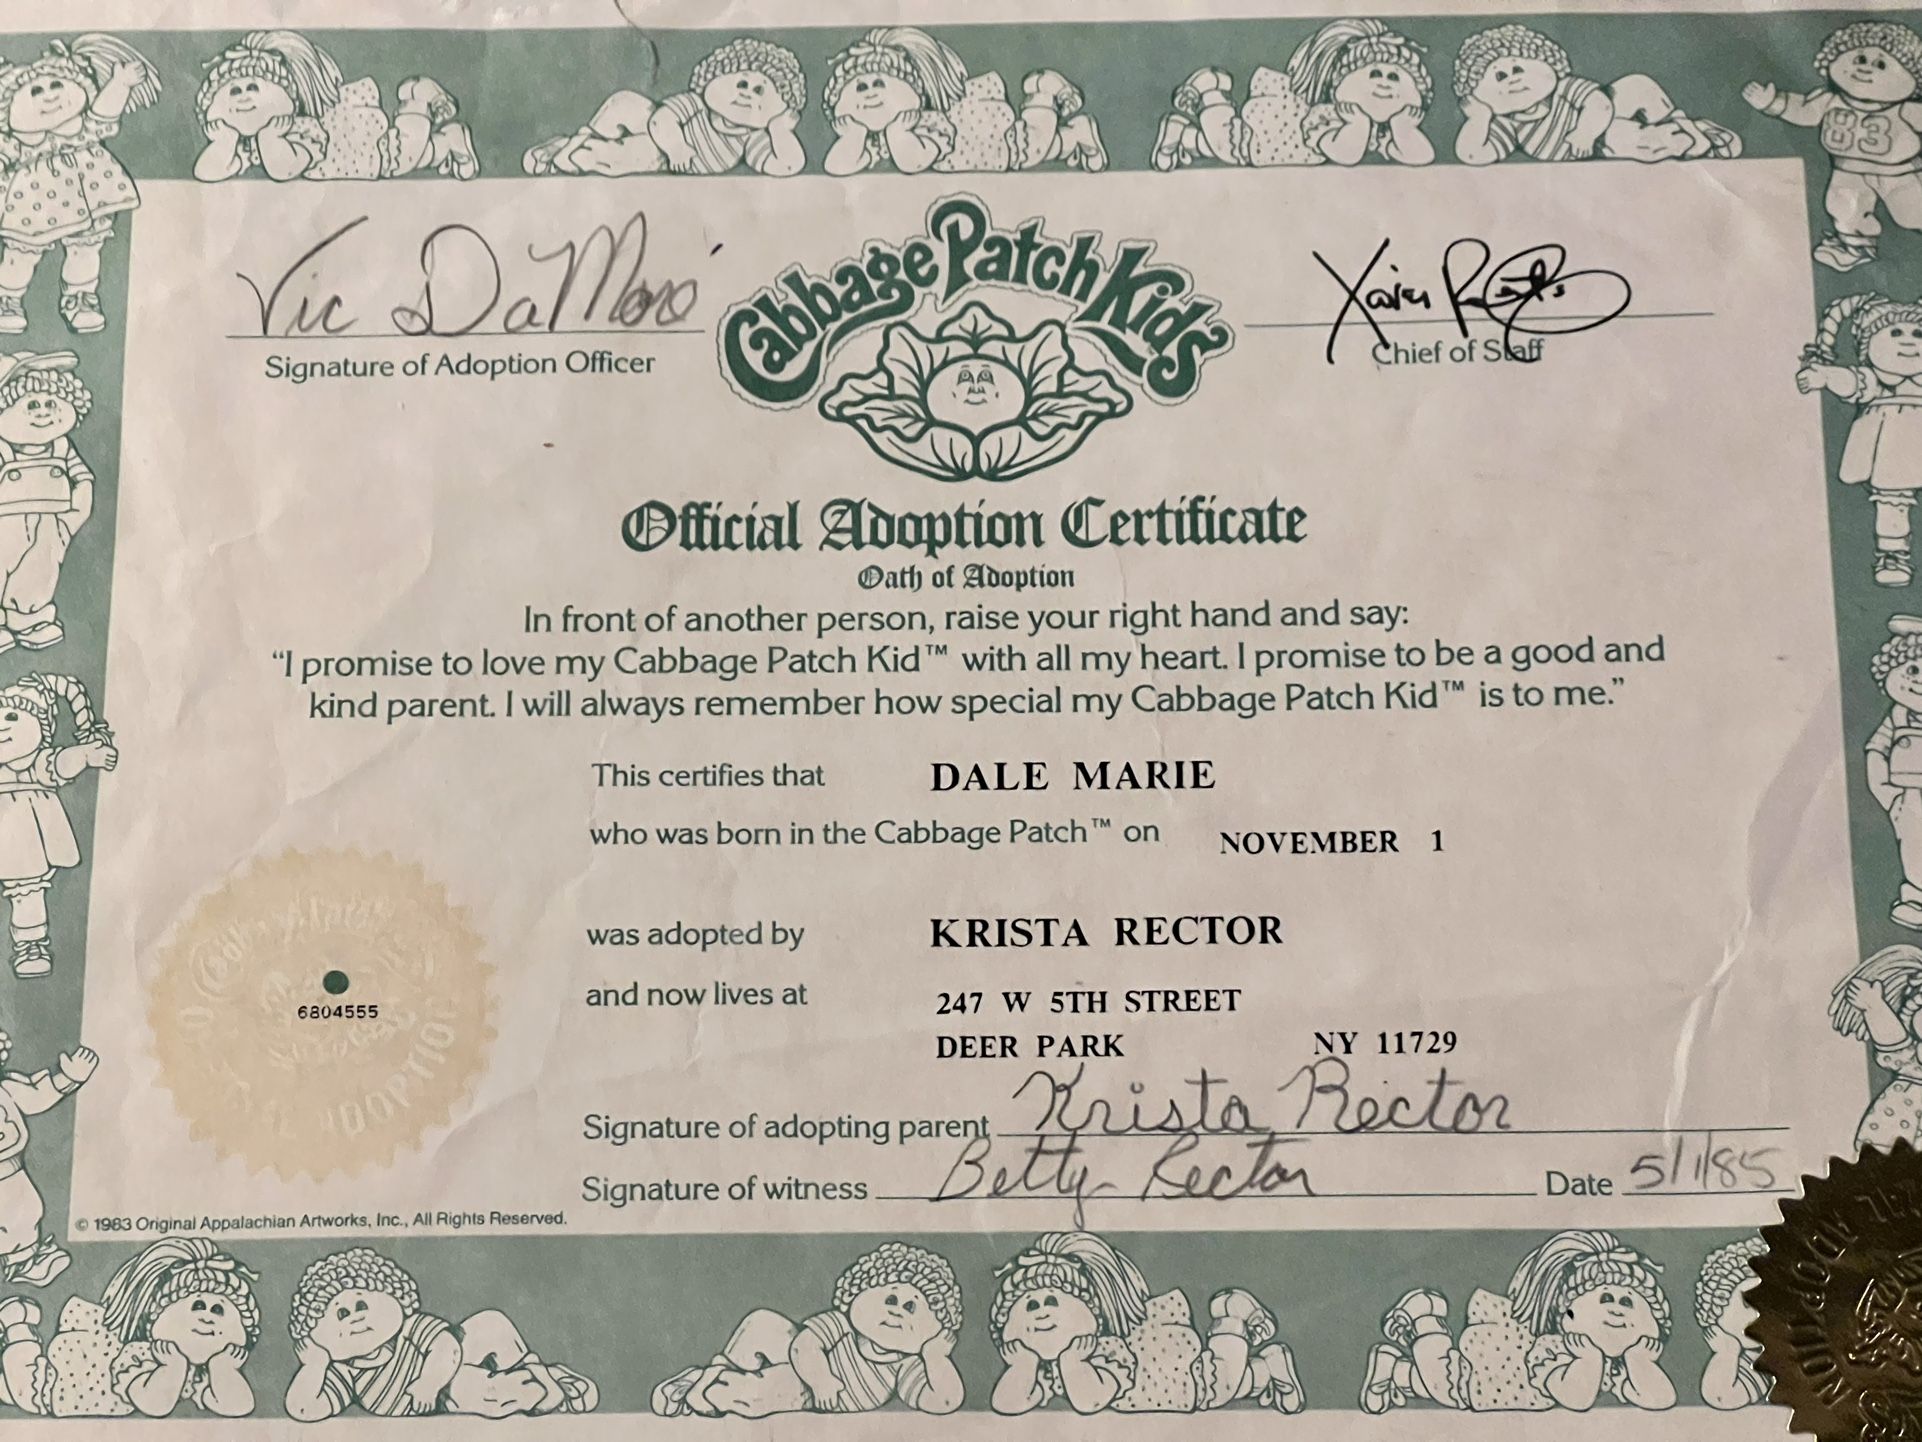 83
Vic DaMoné
Signature of Adoption Officer
Cabbage Patch Kids
Xavier Roberts
Chief of Staff
Official Adoption Certificate
Oath of Adoption
In front of another person, raise your right hand and say:
“I promise to love my Cabbage Patch Kid™ with all my heart. I promise to be a good and
kind parent. I will always remember how special my Cabbage Patch Kid™ is to me.”
This certifies that DALE MARIE
who was born in the Cabbage Patch™ on NOVEMBER 1
was adopted by KRISTA RECTOR
and now lives at 247 W 5TH STREET
DEER PARK NY 11729
6804555
ADOPTION
Signature of adopting parent Krista Rector
Signature of witness Betty Rector Date 5/1/85
© 1983 Original Appalachian Artworks, Inc., All Rights Reserved.
ADOPTION